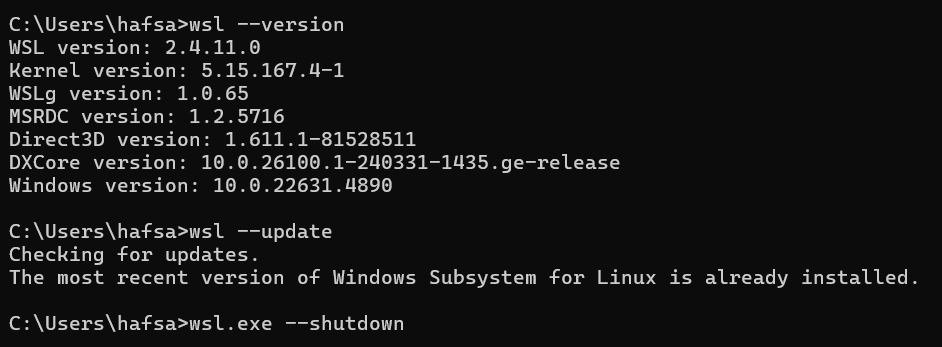 C:\Users\hafsa>wsl --version
WSL version: 2.4.11.0
Kernel version: 5.15.167.4-1
WSLg version: 1.0.65
MSRDC version: 1.2.5716
Direct3D version: 1.611.1-81528511
DXCore version: 10.0.26100.1-240331-1435.ge-release
Windows version: 10.0.22631.4890
C:\Users\hafsa>wsl --update
Checking for updates.
The most recent version of Windows Subsystem for Linux is already installed.
C:\Users\hafsa>wsl.exe --shutdown